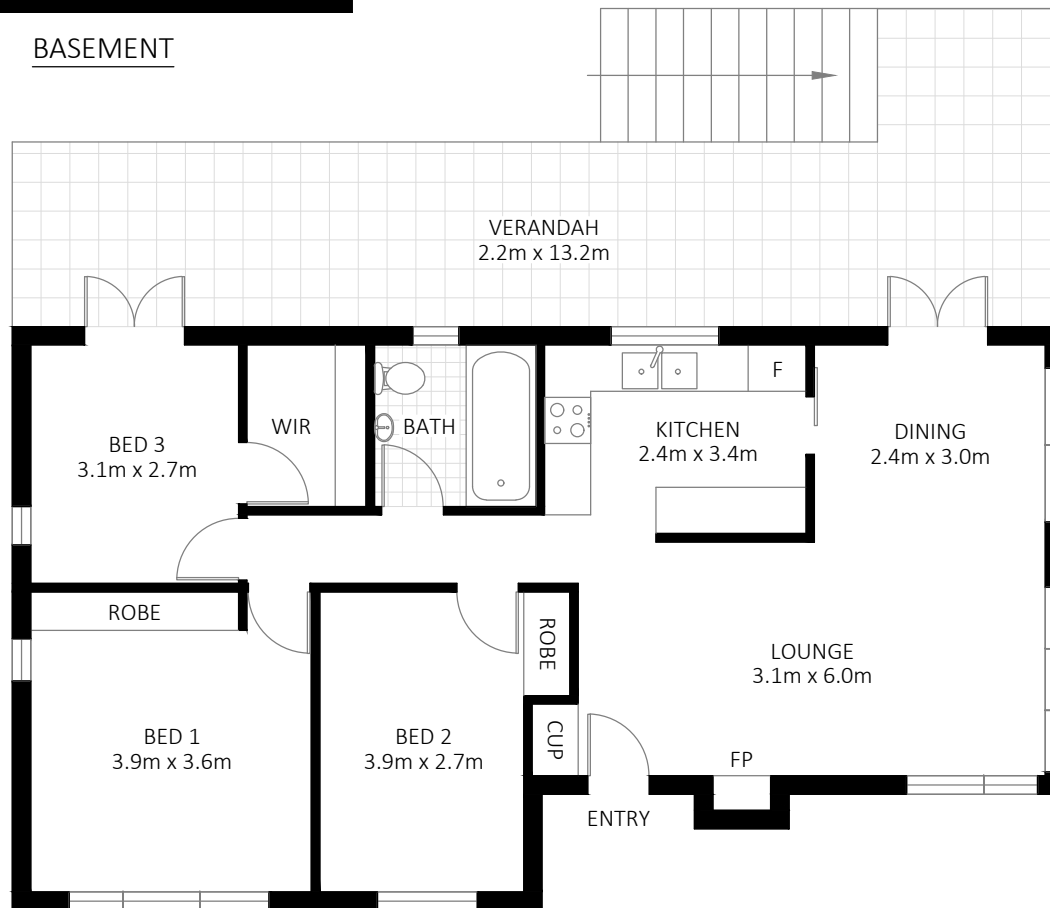 BASEMENT
VERANDAH
2.2m x 13.2m
F
WIR
BATH
KITCHEN
2.4m x 3.4m
DINING
2.4m x 3.0m
BED 3
3.1m x 2.7m
ROBE
ROBE
LOUNGE
3.1m x 6.0m
BED 1
3.9m x 3.6m
BED 2
3.9m x 2.7m
CUP
FP
ENTRY